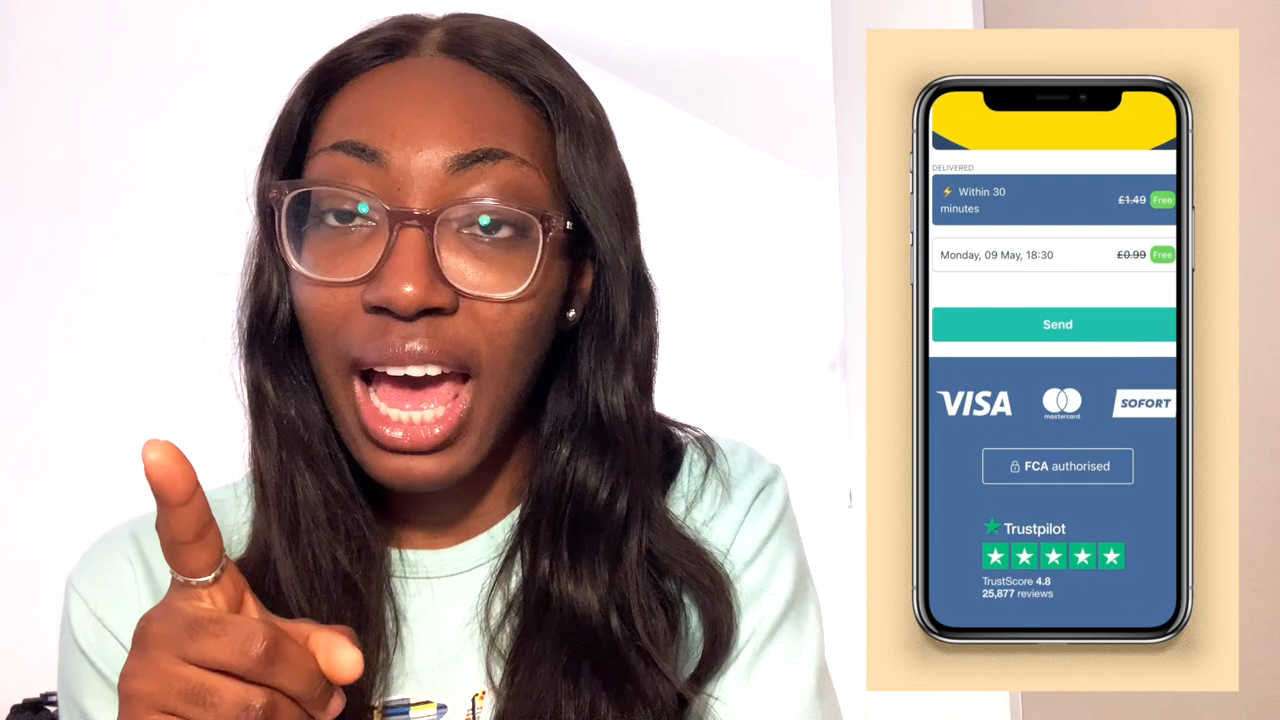 DELIVERED
Within 30
minutes
£1.49 Free
Monday, 09 May, 18:30 £0.99 Free
Send
VISA
mastercard
SOFORT
FCA authorised
Trustpilot
TrustScore 4.8
25,877 reviews